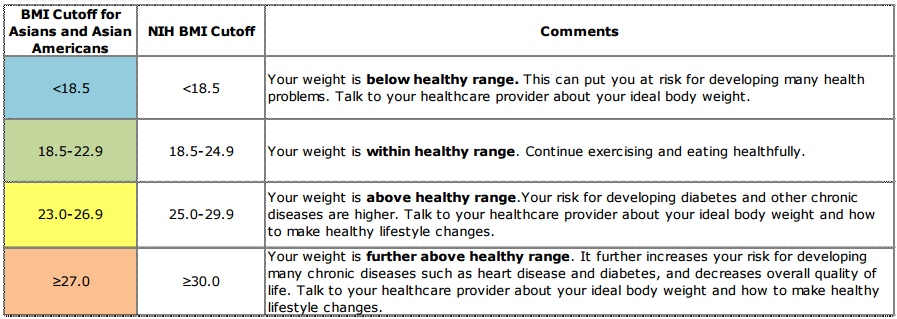 BMI Cutoff for
Asians and Asian
Americans
NIH BMI Cutoff
Comments
<18.5
<18.5
Your weight is below healthy range. This can put you at risk for developing many health
problems. Talk to your healthcare provider about your ideal body weight.
18.5-22.9
18.5-24.9
Your weight is within healthy range. Continue exercising and eating healthfully.
23.0-26.9
25.0-29.9
Your weight is above healthy range.Your risk for developing diabetes and other chronic
diseases are higher. Talk to your healthcare provider about your ideal body weight and how
to make healthy lifestyle changes.
≥27.0
≥30.0
Your weight is further above healthy range. It further increases your risk for developing
many chronic diseases such as heart disease and diabetes, and decreases overall quality of
life. Talk to your healthcare provider about your ideal body weight and how to make healthy
lifestyle changes.